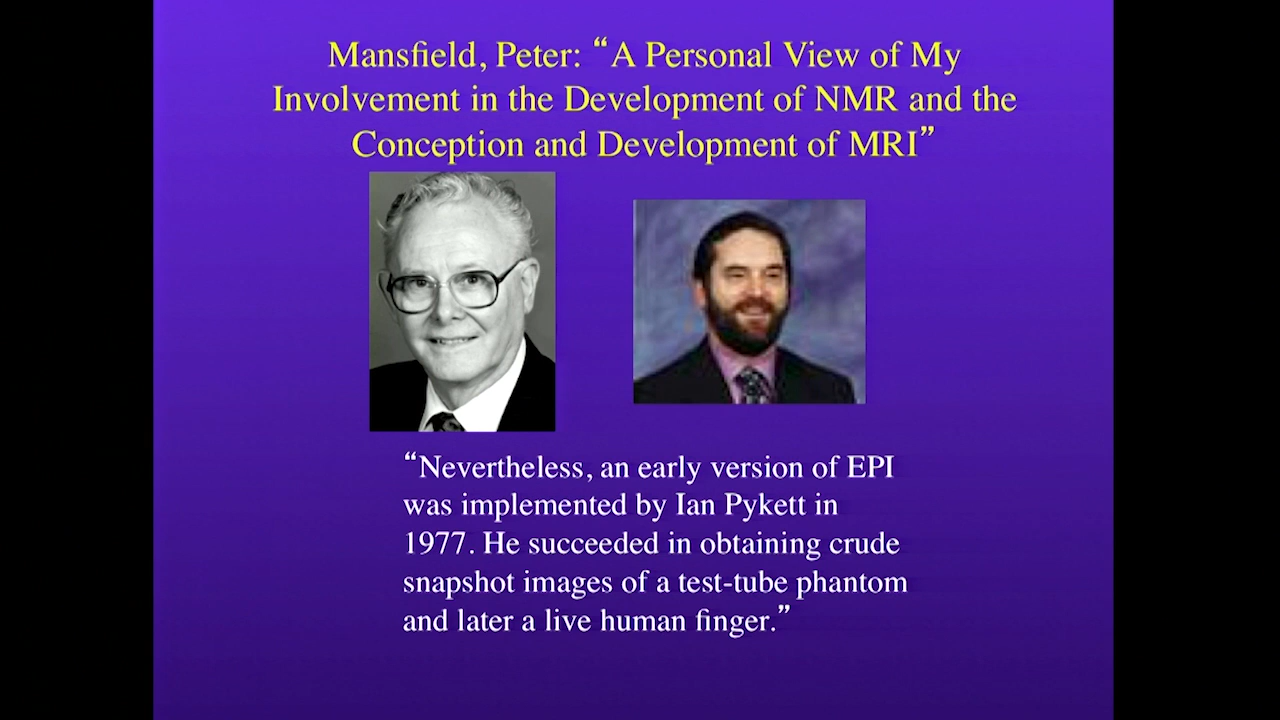 Mansfield, Peter: “A Personal View of My
Involvement in the Development of NMR and the
Conception and Development of MRI”
“Nevertheless, an early version of EPI
was implemented by Ian Pykett in
1977. He succeeded in obtaining crude
snapshot images of a test-tube phantom
and later a live human finger.”